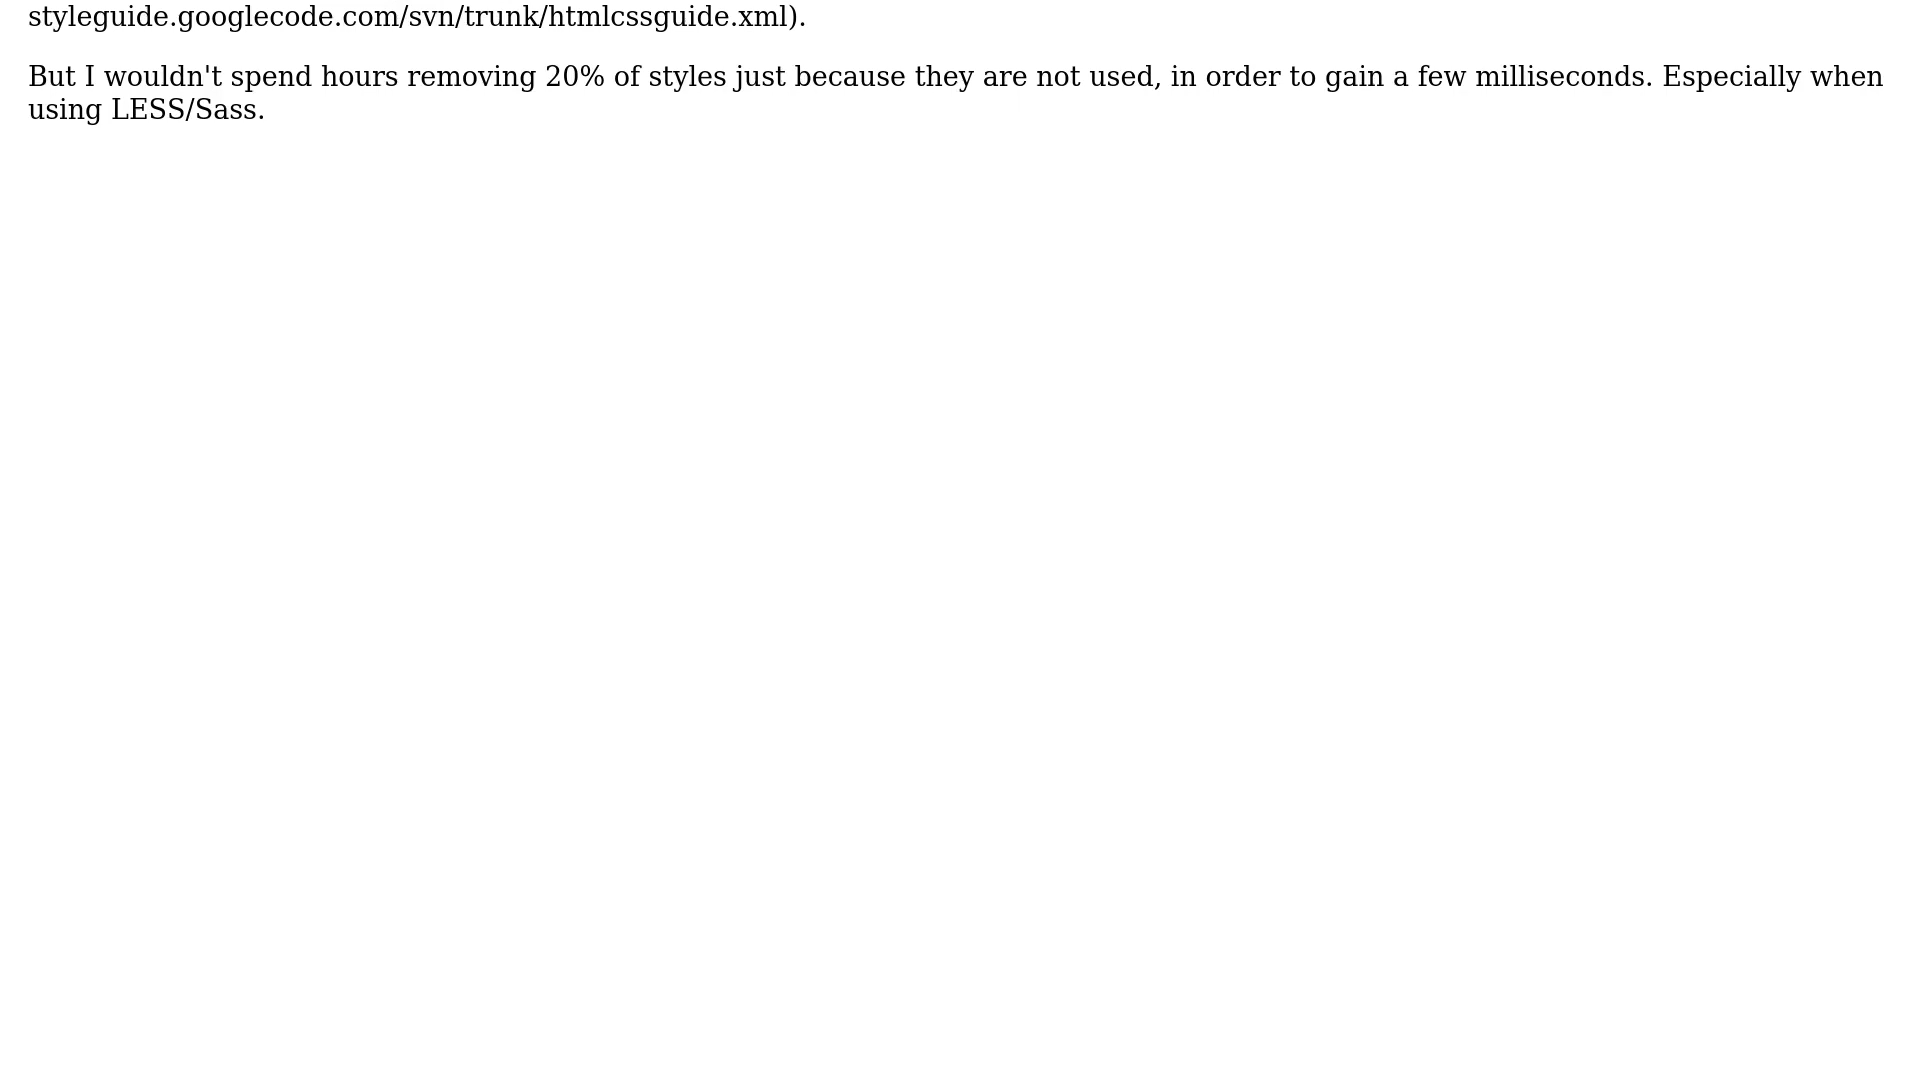 styleguide.googlecode.com/svn/trunk/htmlcssguide.xml).
But I wouldn't spend hours removing 20% of styles just because they are not used, in order to gain a few milliseconds. Especially when
using LESS/Sass.